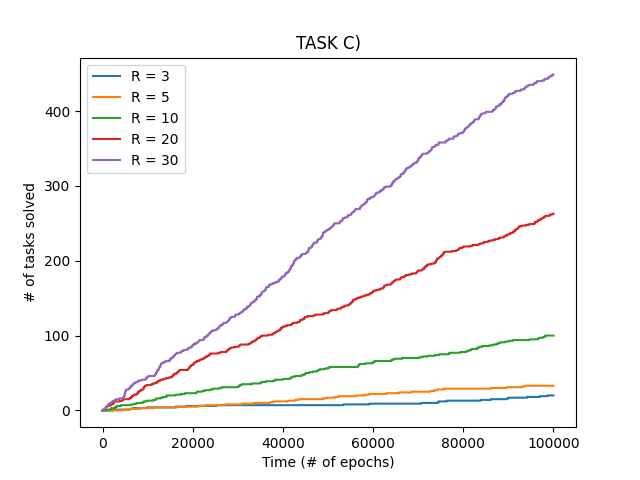 TASK C)
R = 3
R = 5
R = 10
R = 20
R = 30
# of tasks solved
400
300
200
100
0
0 20000 40000 60000 80000 100000
Time (# of epochs)